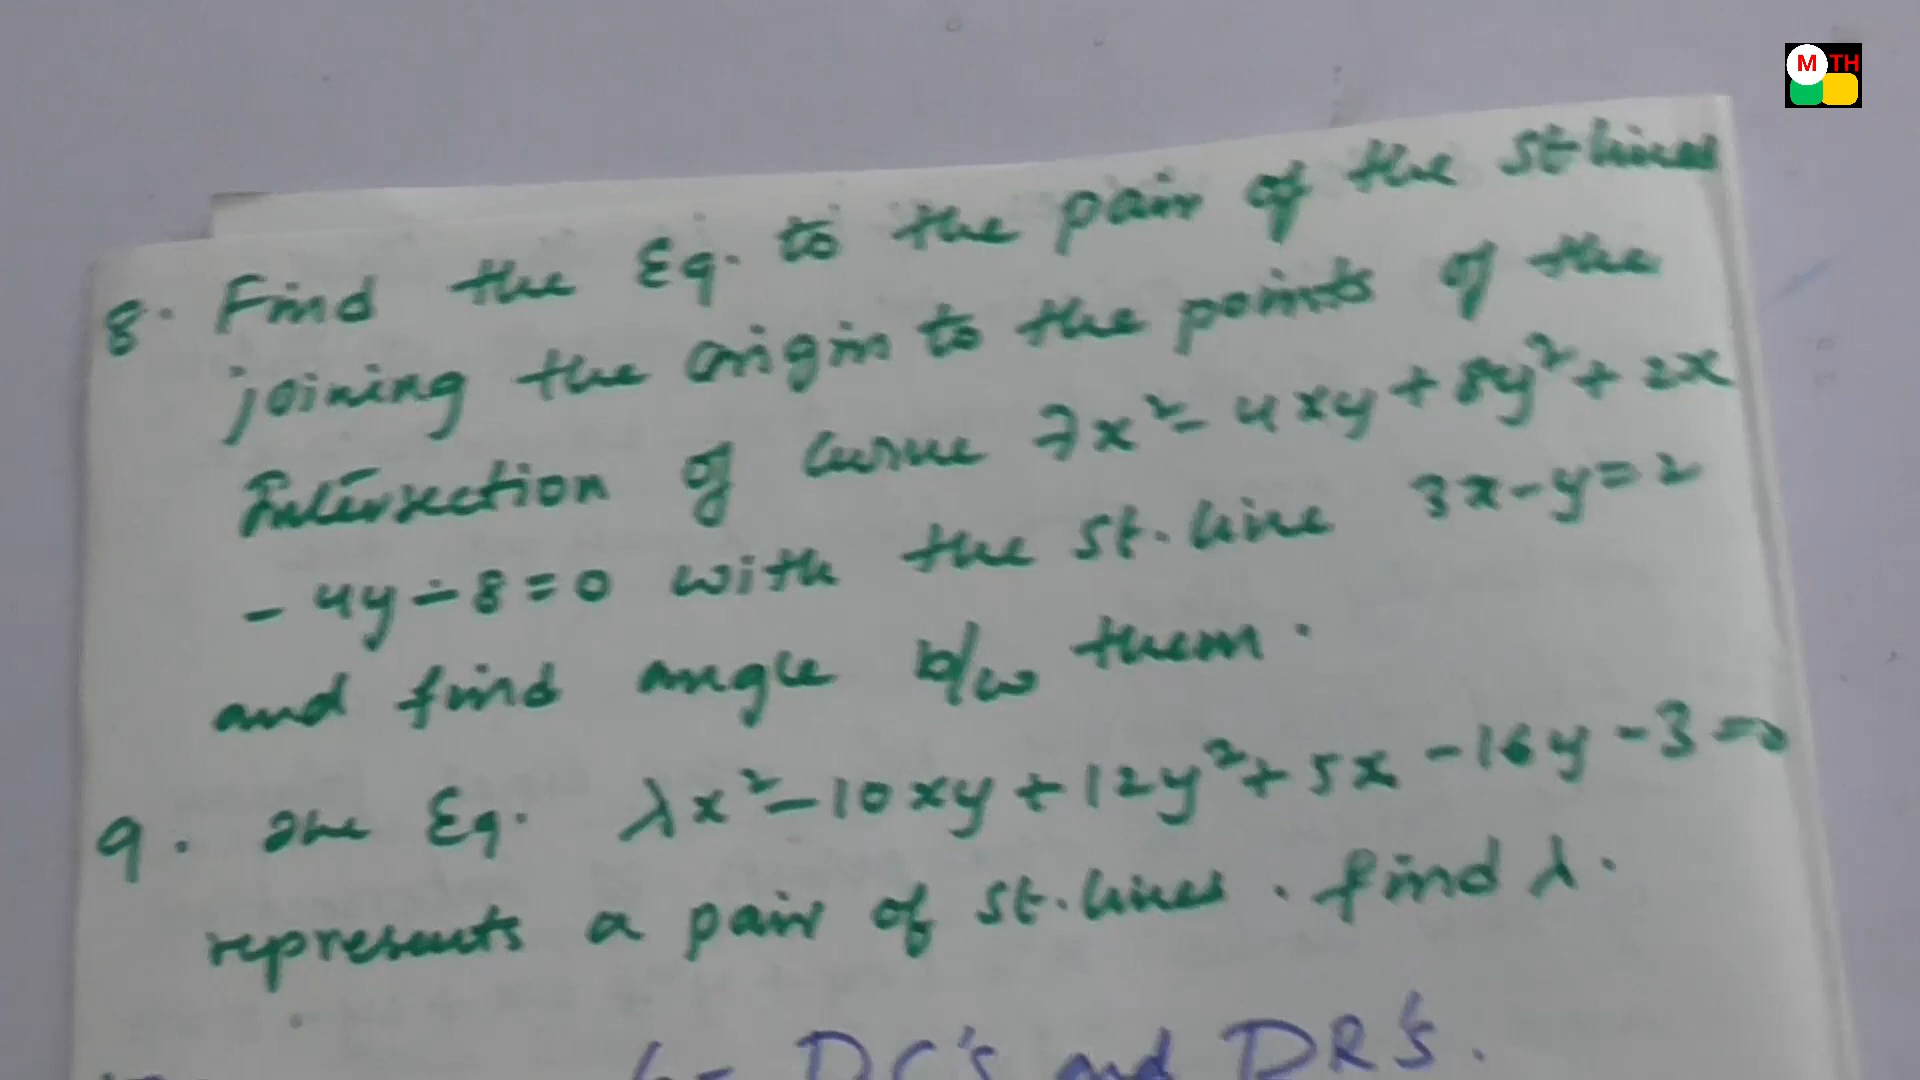 M TH
8. Find the Eq. to the pair of the St lines
joining the origin to the points of the
Intersection of curve 7x² - 4xy + 8y² + 2x
- 4y - 8 = 0 with the st. line 3x - y = 2
and find angle b/w them.
9. The Eq. λx² - 10xy + 12y² + 5x - 16y - 3 = 0
represents a pair of st. lines. find λ.
DC's and DR's.